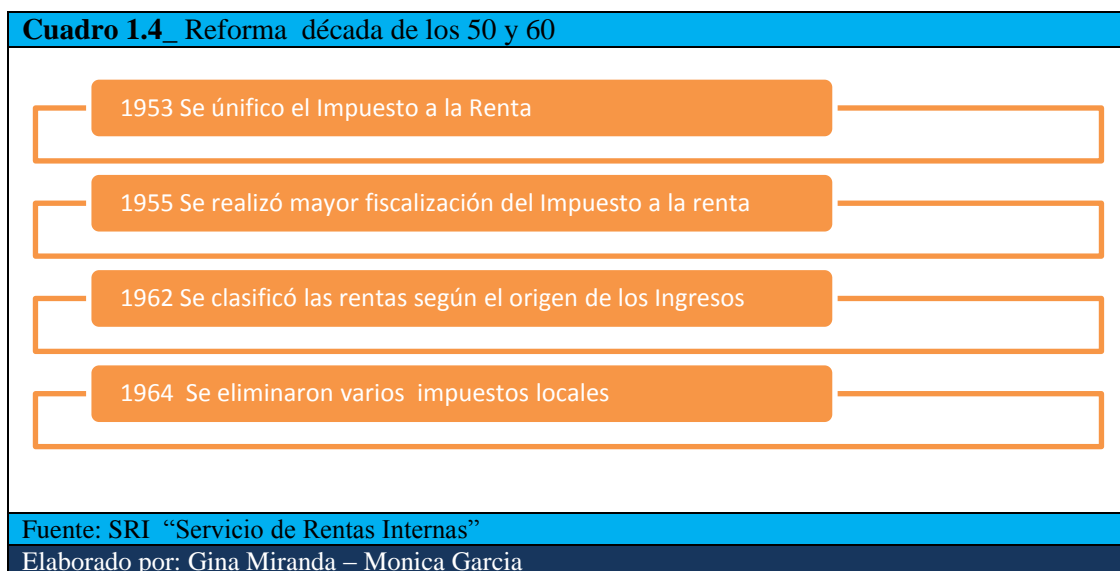 Cuadro 1.4_ Reforma década de los 50 y 60
1953 Se únifico el Impuesto a la Renta
1955 Se realizó mayor fiscalización del Impuesto a la renta
1962 Se clasificó las rentas según el origen de los Ingresos
1964 Se eliminaron varios impuestos locales
Fuente: SRI “Servicio de Rentas Internas”
Elaborado por: Gina Miranda – Monica Garcia